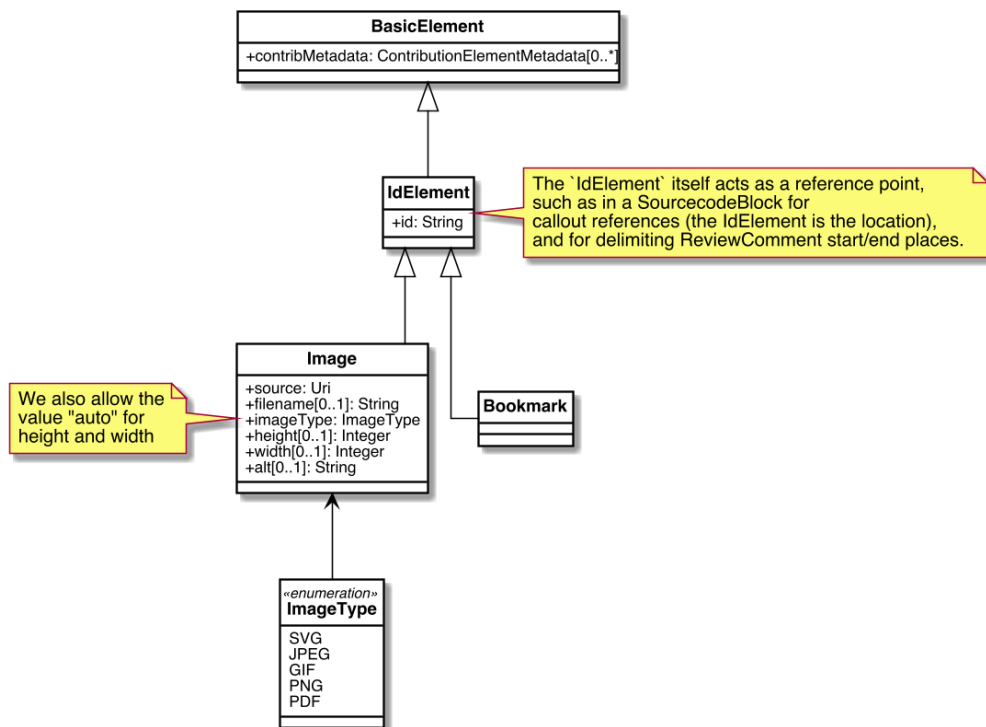 BasicElement
+contribMetadata: ContributionElementMetadata[0..*]
IdElement
+id: String
The `IdElement` itself acts as a reference point,
such as in a SourcecodeBlock for
callout references (the IdElement is the location),
and for delimiting ReviewComment start/end places.
Image
+source: Uri
+filename[0..1]: String
+imageType: ImageType
+height[0..1]: Integer
+width[0..1]: Integer
+alt[0..1]: String
We also allow the
value "auto" for
height and width
Bookmark
«enumeration»
ImageType
SVG
JPEG
GIF
PNG
PDF